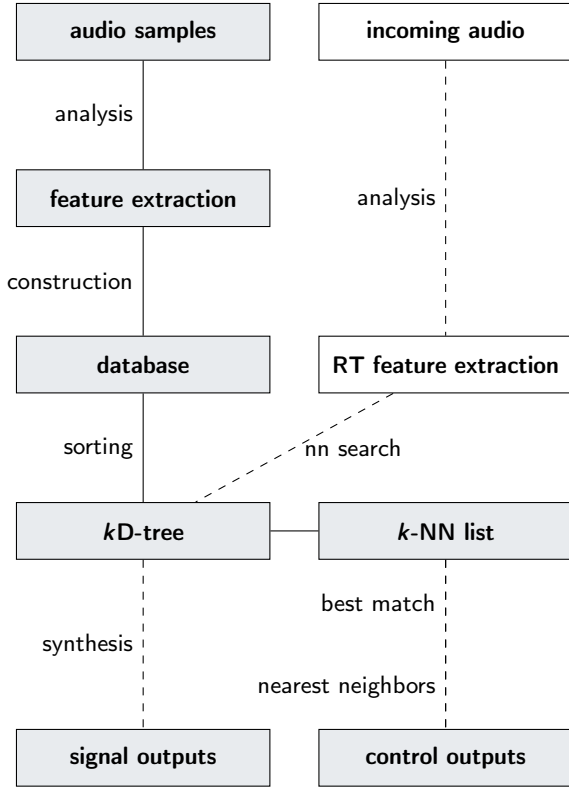 audio samples
incoming audio
analysis
feature extraction
analysis
construction
database
RT feature extraction
sorting
nn search
kD-tree
k-NN list
best match
synthesis
nearest neighbors
signal outputs
control outputs